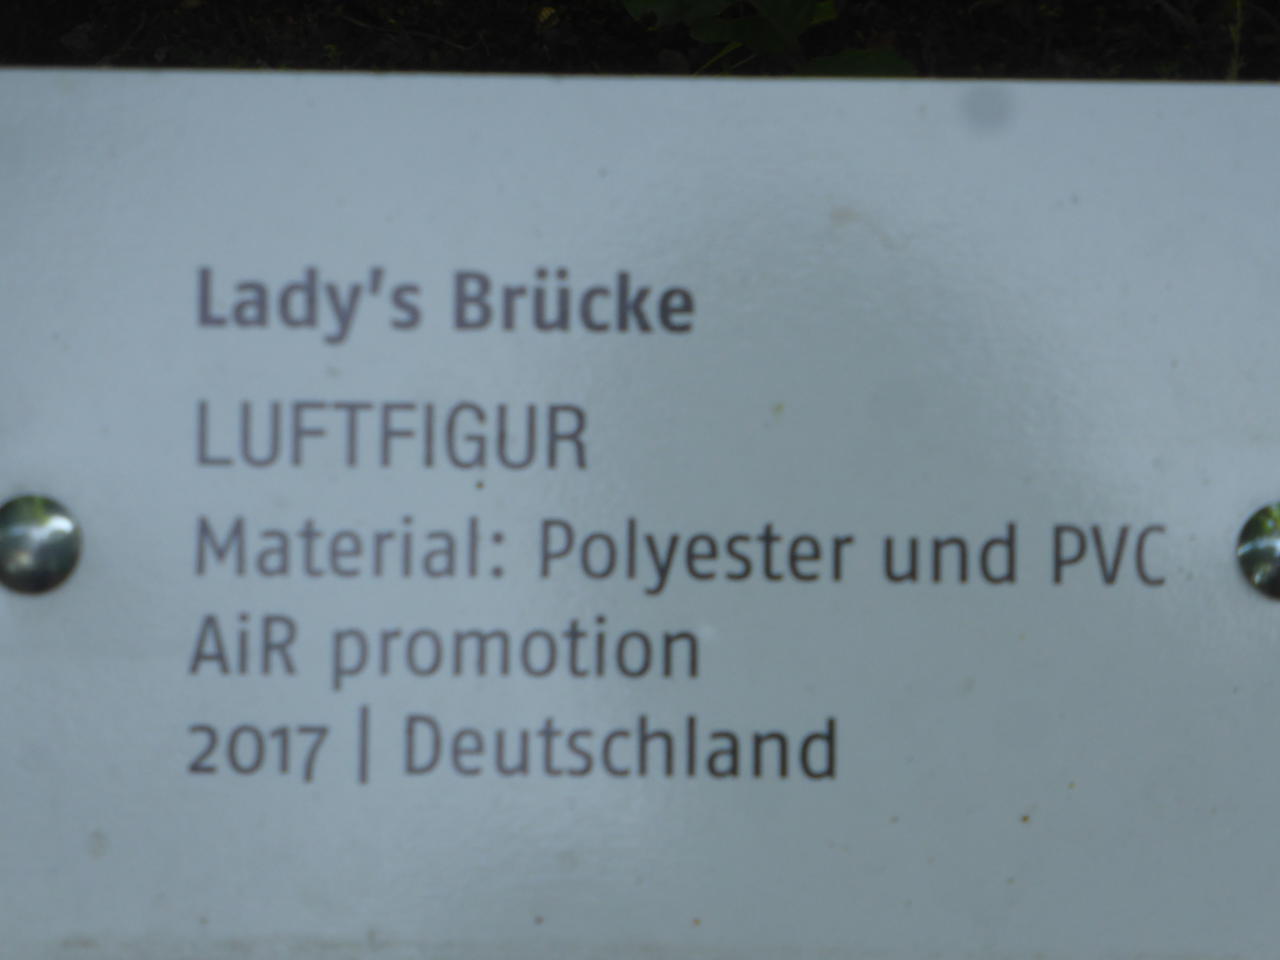 Lady's Brücke
LUFTFIGUR
Material: Polyester und PVC
AiR promotion
2017 | Deutschland